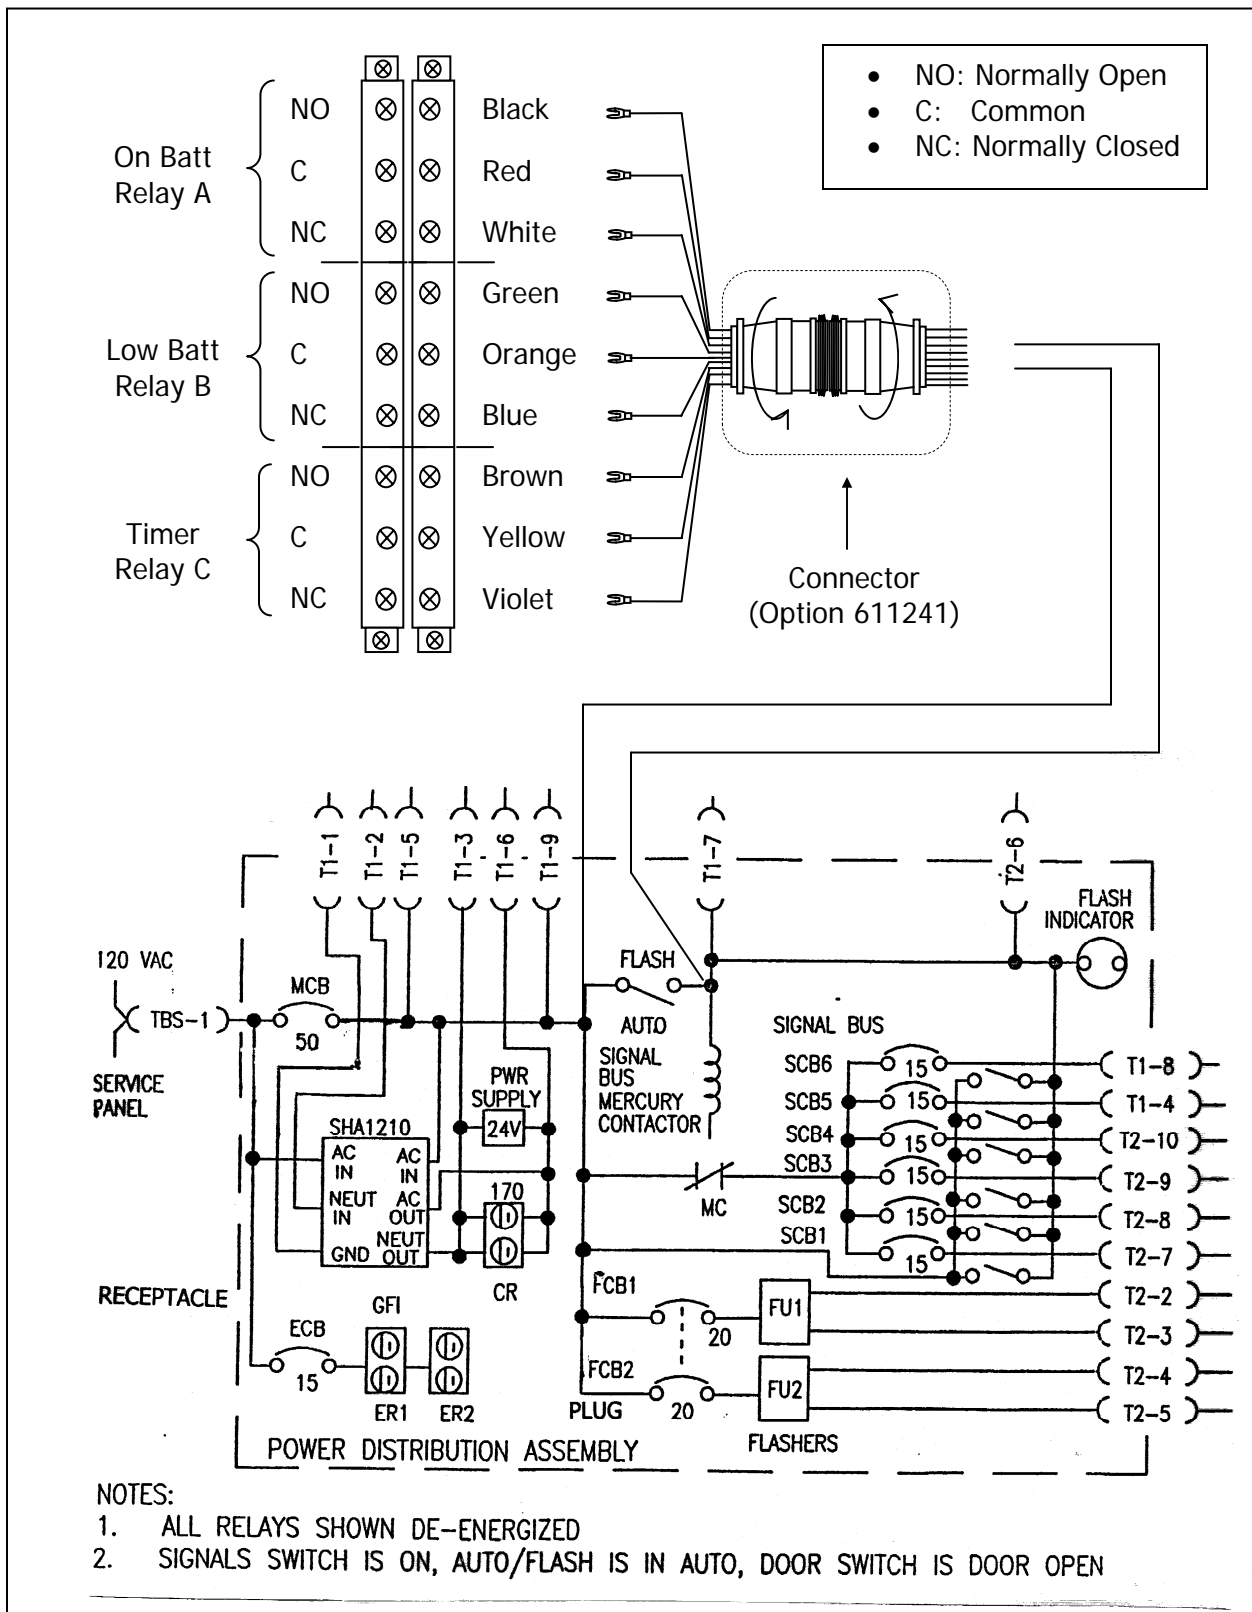 • NO: Normally Open
• C: Common
• NC: Normally Closed
On Batt
Relay A
NO
Black
C
Red
NC
White
Low Batt
Relay B
NO
Green
C
Orange
NC
Blue
Timer
Relay C
NO
Brown
C
Yellow
NC
Violet
Connector
(Option 611241)
T1-1
T1-2
T1-5
T1-3
T1-6
T1-9
T1-7
T2-6
FLASH
INDICATOR
120 VAC
TBS-1
SERVICE
PANEL
MCB
50
FLASH
AUTO
SIGNAL
BUS
MERCURY
CONTACTOR
PWR
SUPPLY
24V
SHA1210
AC
IN
NEUT
IN
GND
AC
IN
AC
OUT
NEUT
OUT
170
CR
MC
SIGNAL BUS
SCB6
15
T1-8
SCB5
15
T1-4
SCB4
15
T2-10
SCB3
15
T2-9
SCB2
15
T2-8
SCB1
15
T2-7
RECEPTACLE
ECB
15
GFI
ER1
ER2
FCB1
20
FU1
T2-2
T2-3
FCB2
20
FU2
T2-4
T2-5
PLUG
FLASHERS
POWER DISTRIBUTION ASSEMBLY
NOTES:
1. ALL RELAYS SHOWN DE-ENERGIZED
2. SIGNALS SWITCH IS ON, AUTO/FLASH IS IN AUTO, DOOR SWITCH IS DOOR OPEN